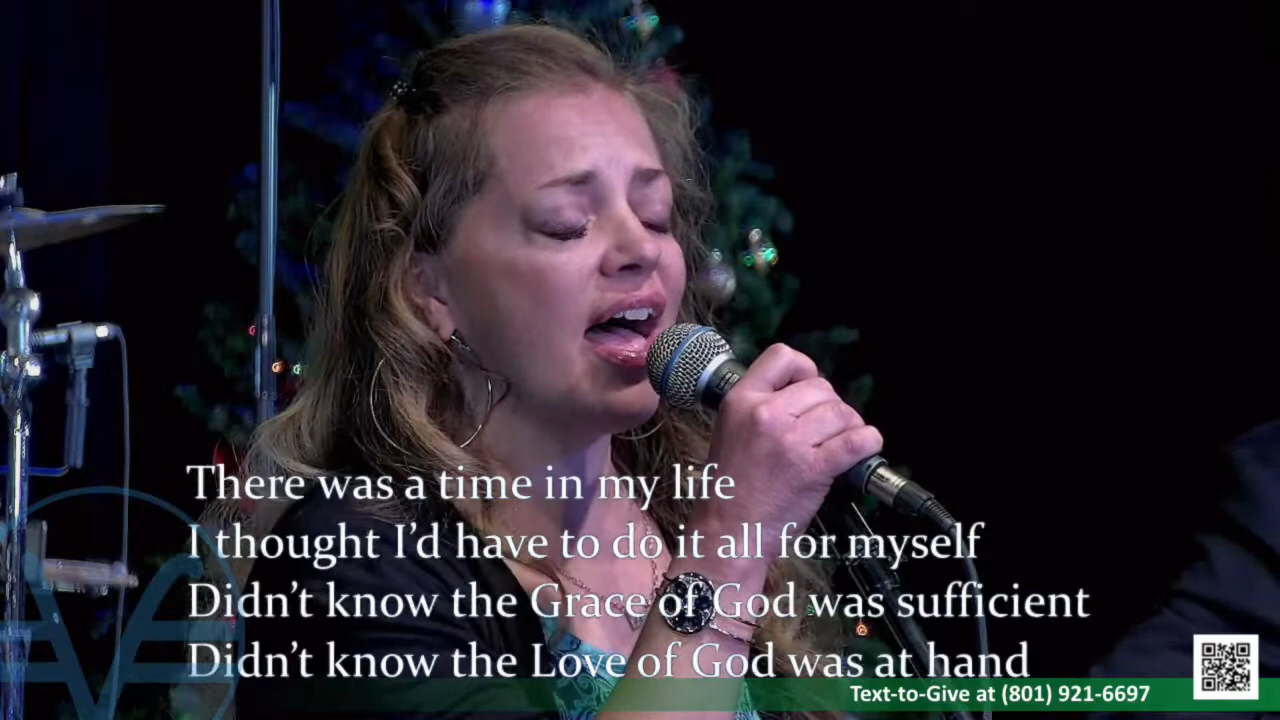 There was a time in my life
I thought I'd have to do it all for myself
Didn't know the Grace of God was sufficient
Didn't know the Love of God was at hand
Text-to-Give at (801) 921-6697